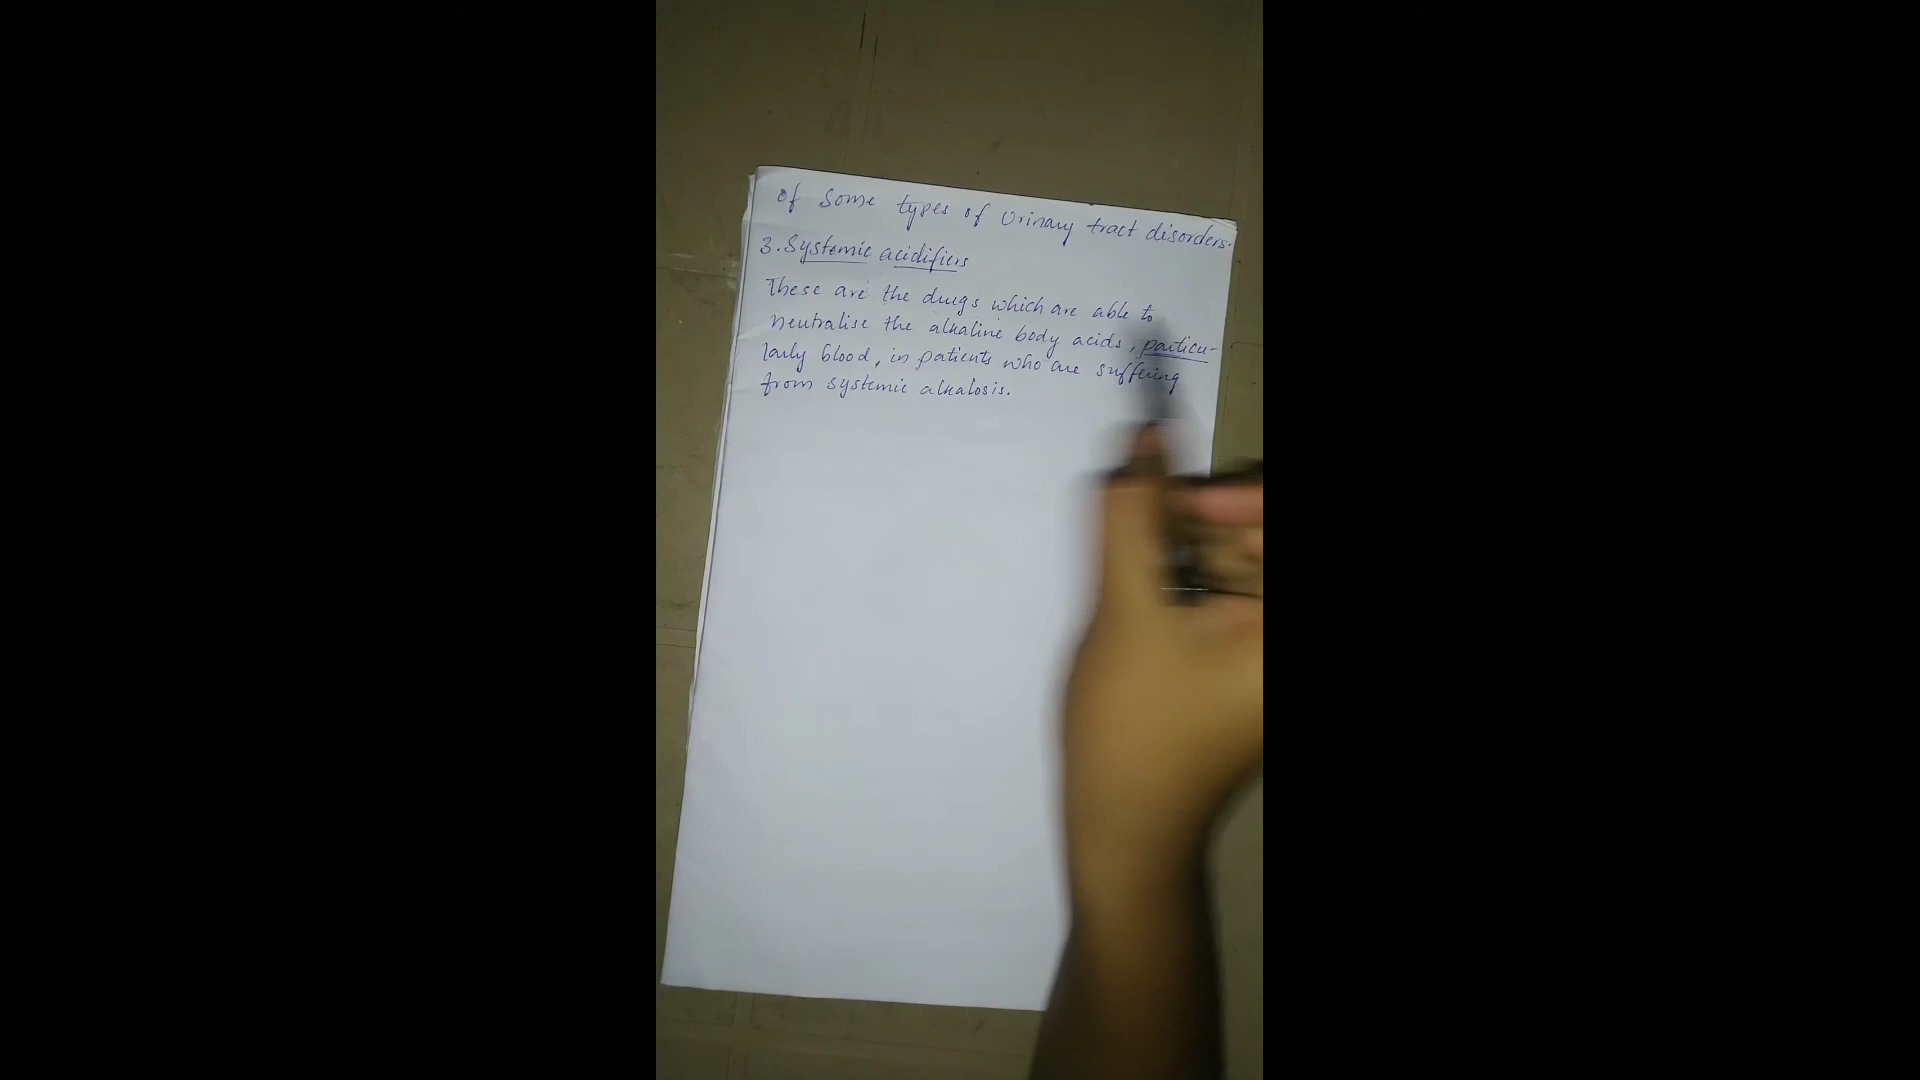 of some types of Urinary tract disorders.
3. Systemic acidifiers
These are the drugs which are able to
neutralise the alkaline body acids, particu-
larly blood, in patients who are suffering
from systemic alkalosis.